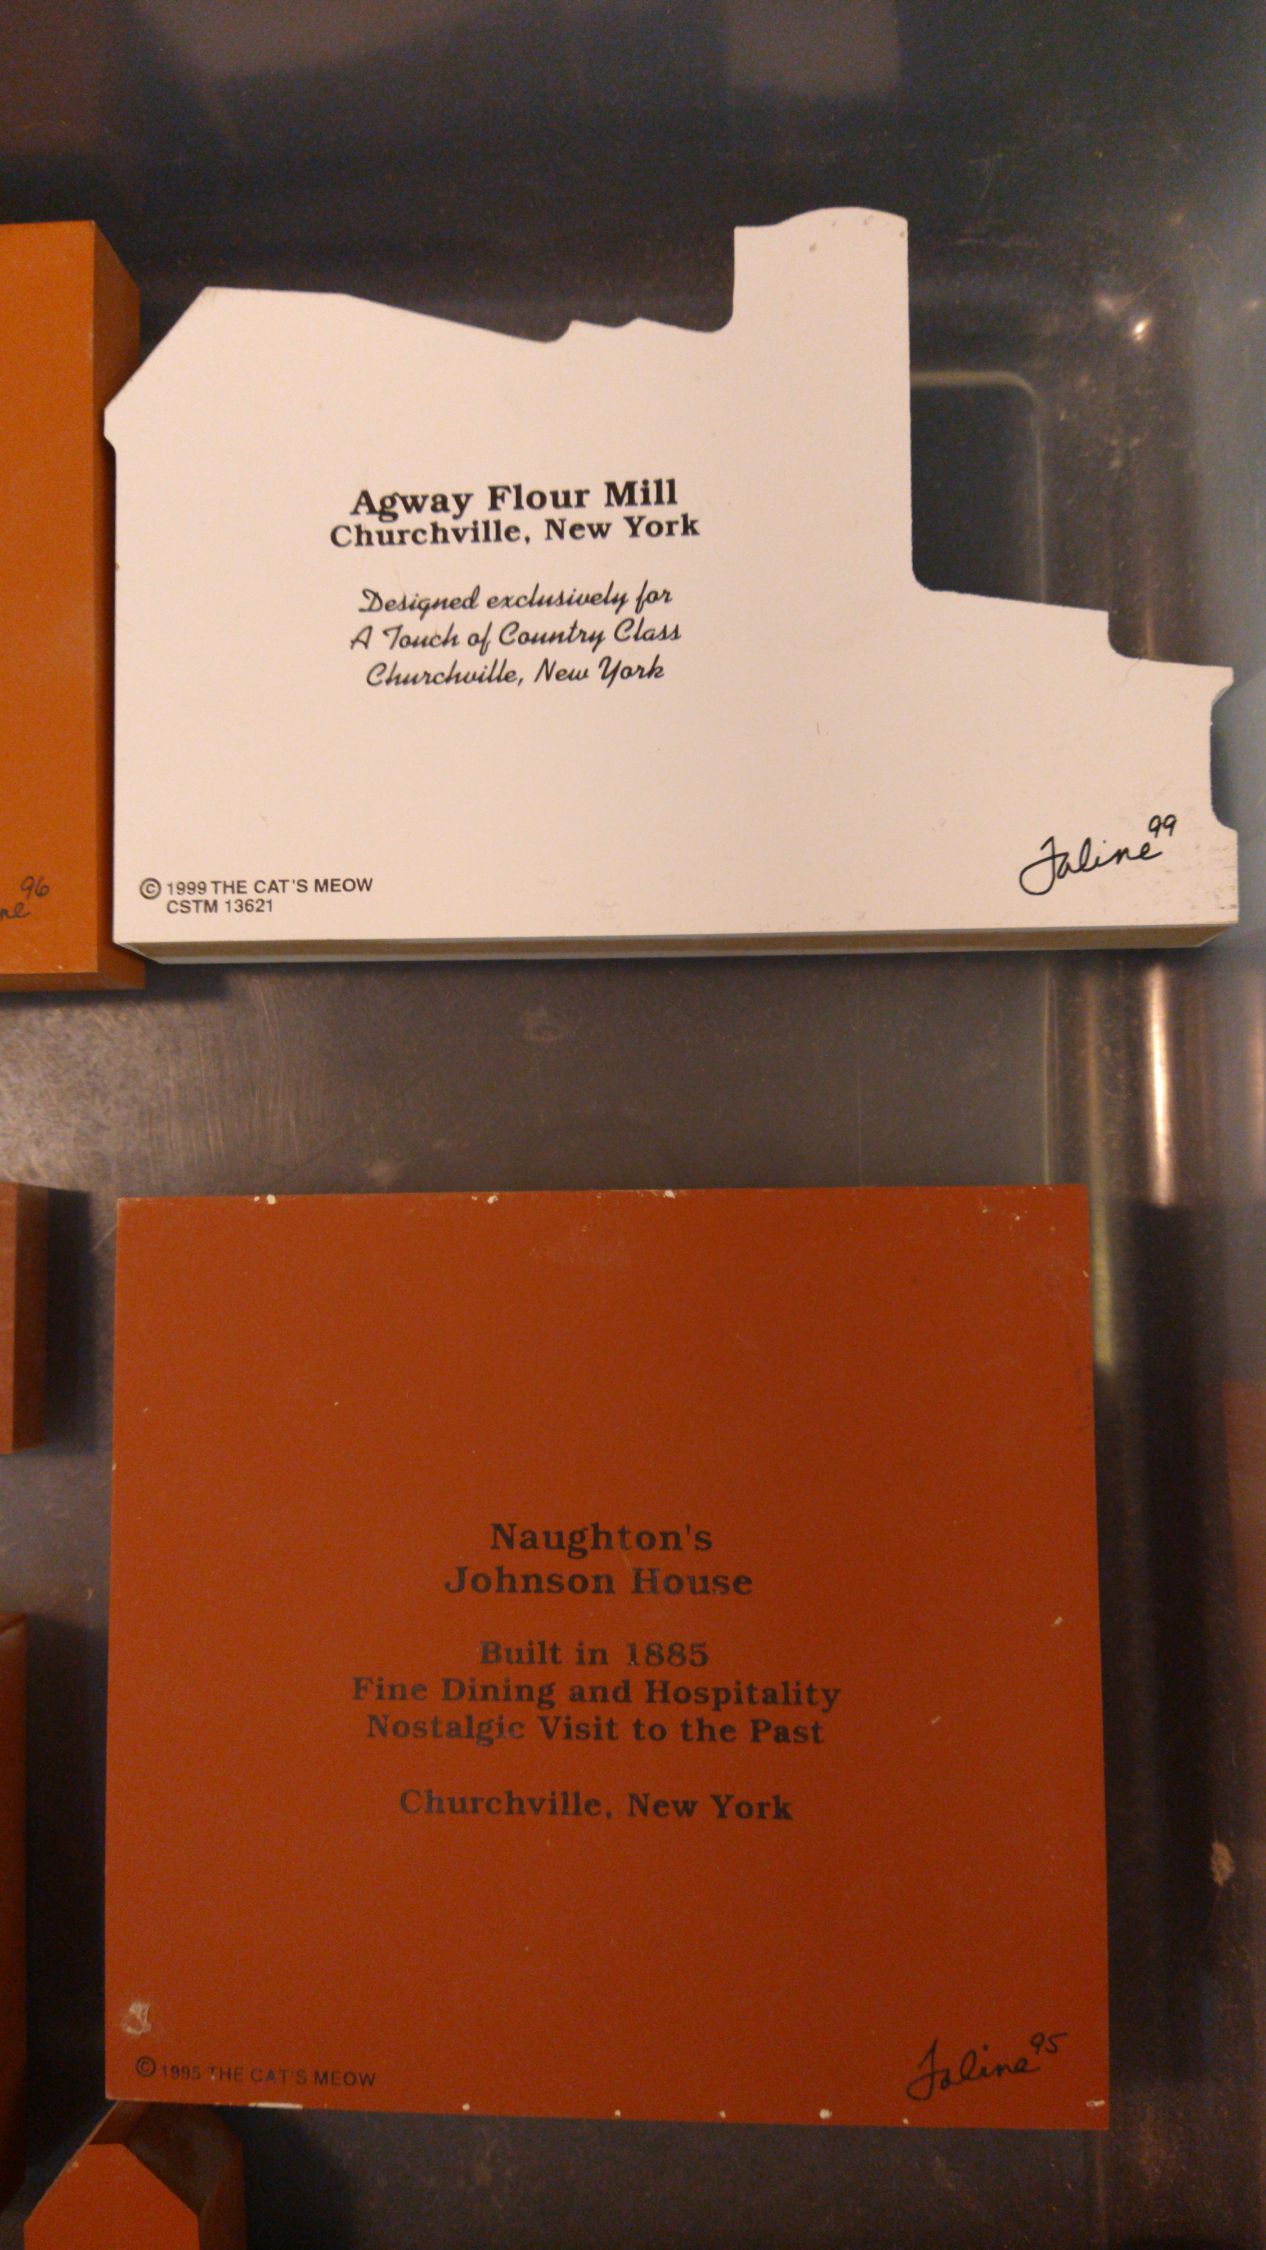 Agway Flour Mill
Churchville, New York
Designed exclusively for
A Touch of Country Class
Churchville, New York
Faline 99
© 1999 THE CAT'S MEOW
CSTM 13621
96
Naughton's
Johnson House
Built in 1885
Fine Dining and Hospitality
Nostalgic Visit to the Past
Churchville, New York
© 1995 THE CAT'S MEOW
Faline 95